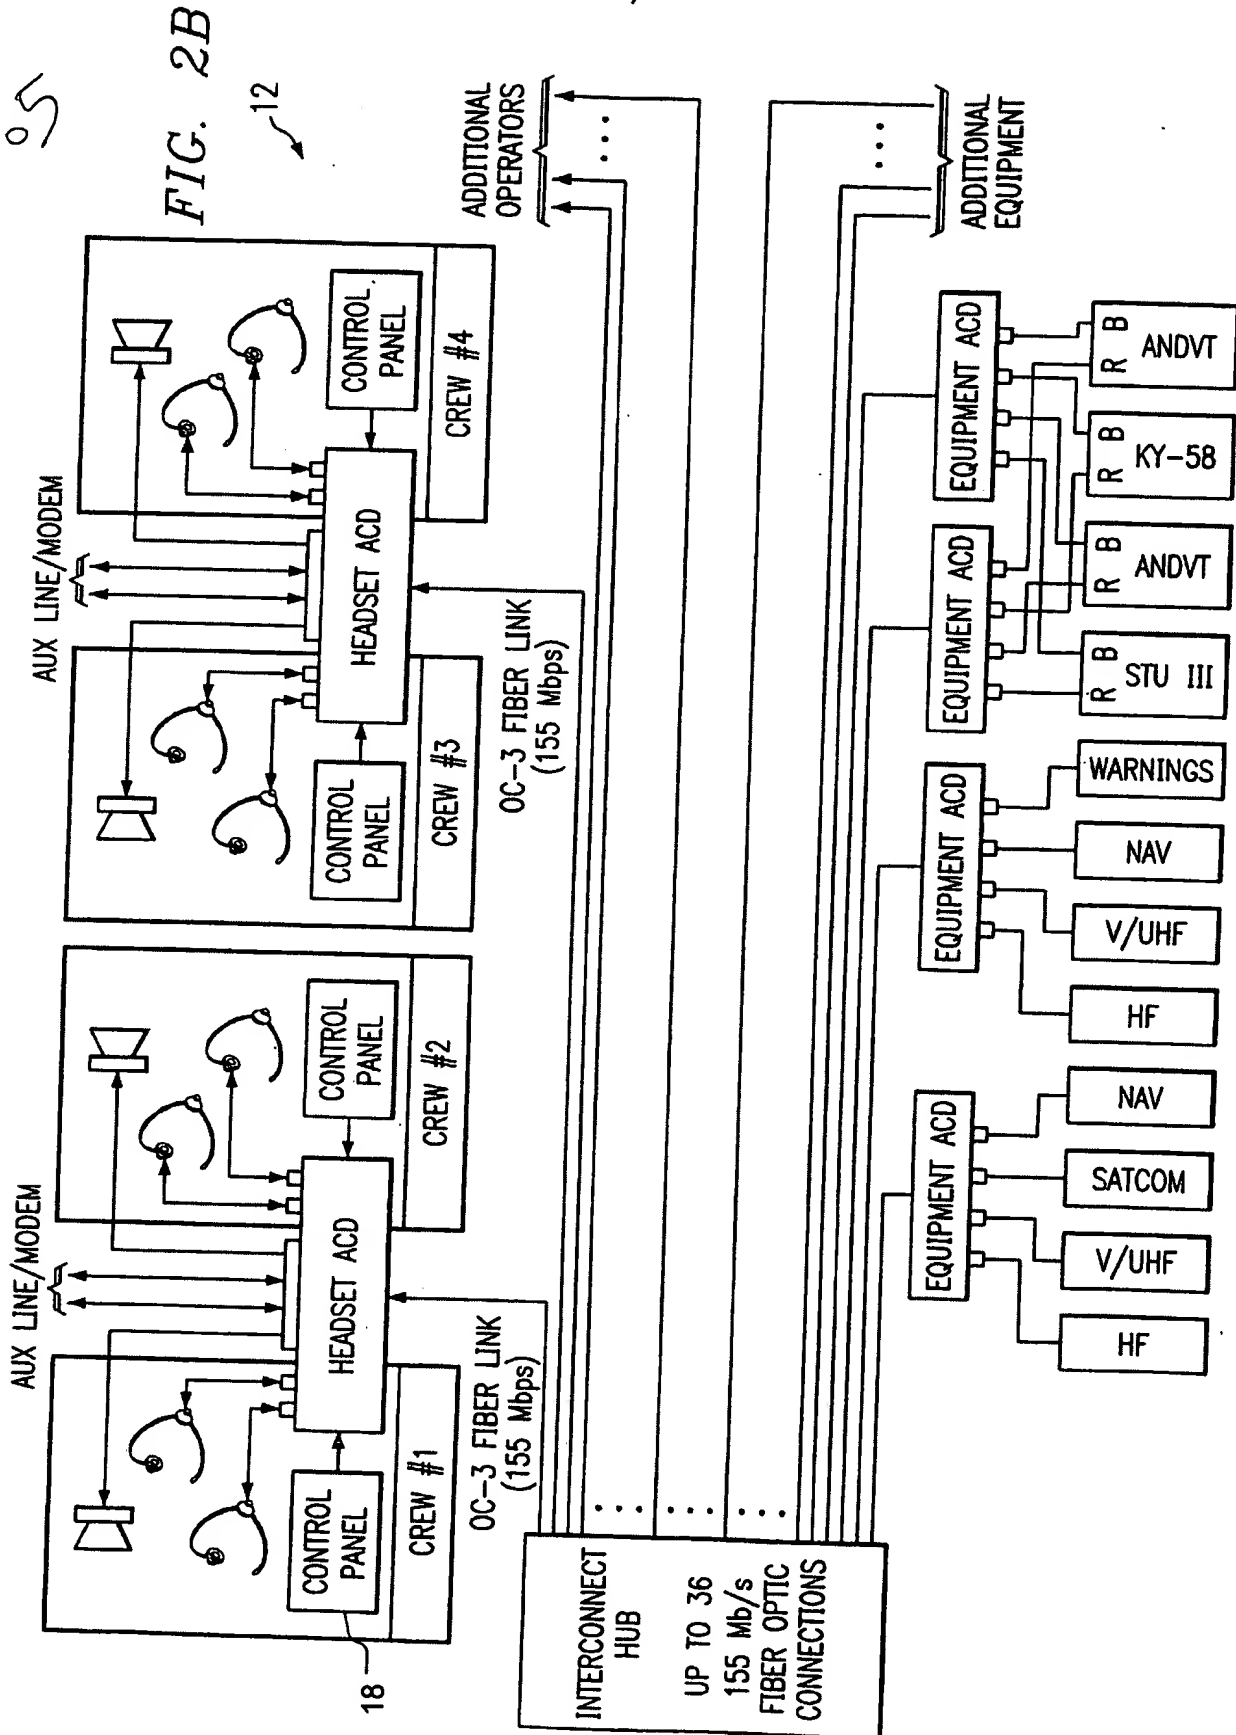 05
FIG. 2B
12
AUX LINE/MODEM
AUX LINE/MODEM
CONTROL
PANEL
CREW #1
HEADSET ACD
CONTROL
PANEL
CREW #2
CONTROL
PANEL
CREW #3
HEADSET ACD
CONTROL
PANEL
CREW #4
18
OC-3 FIBER LINK
(155 Mbps)
OC-3 FIBER LINK
(155 Mbps)
ADDITIONAL
OPERATORS
INTERCONNECT
HUB
UP TO 36
155 Mb/s
FIBER OPTIC
CONNECTIONS
ADDITIONAL
EQUIPMENT
EQUIPMENT ACD
EQUIPMENT ACD
EQUIPMENT ACD
EQUIPMENT ACD
HF
V/UHF
SATCOM
NAV
HF
V/UHF
NAV
WARNINGS
R B
STU III
R B
ANDVT
R B
KY-58
R B
ANDVT